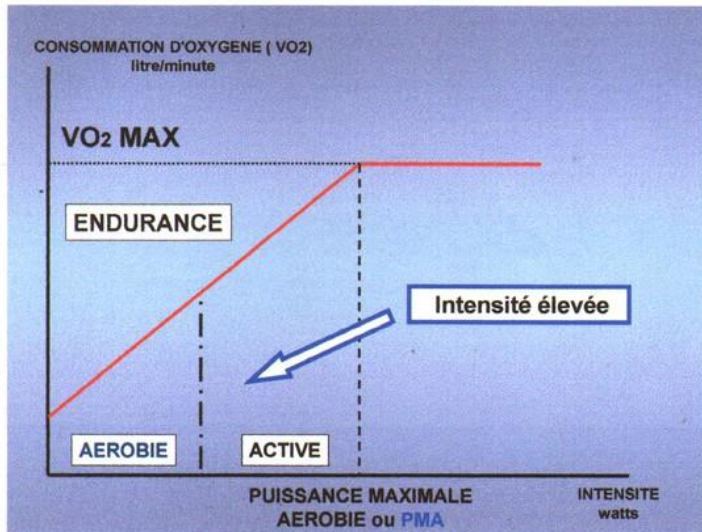 CONSOMMATION D'OXYGENE ( VO2)
litre/minute
VO₂ MAX
ENDURANCE
Intensité élevée
AEROBIE
ACTIVE
PUISSANCE MAXIMALE
AEROBIE ou PMA
INTENSITE
watts